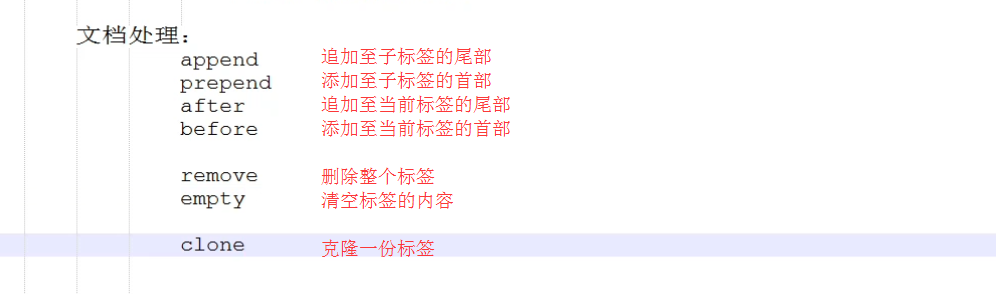 文档处理:
append 追加至子标签的尾部
prepend 添加至子标签的首部
after 追加至当前标签的尾部
before 添加至当前标签的首部
remove 删除整个标签
empty 清空标签的内容
clone 克隆一份标签